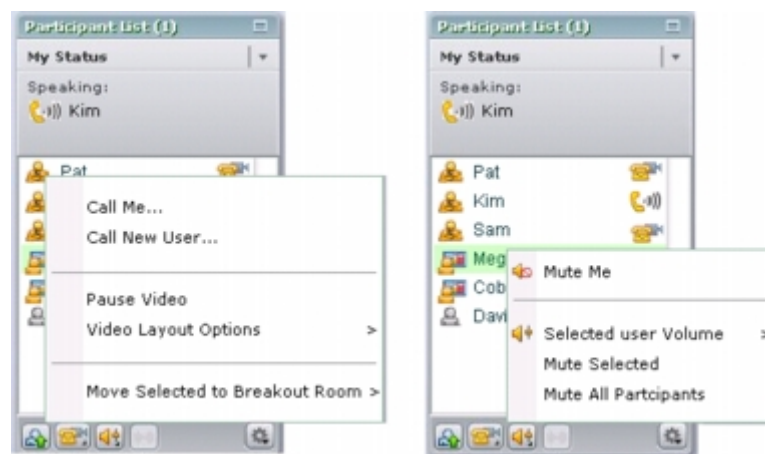 Participant List (1)
My Status
Speaking:
Kim
Pat
Call Me...
Call New User...
Pause Video
Video Layout Options >
Move Selected to Breakout Room >
Participant List (1)
My Status
Speaking:
Kim
Pat
Kim
Sam
Meg
Cob
Davi
Mute Me
Selected user Volume >
Mute Selected
Mute All Partcipants